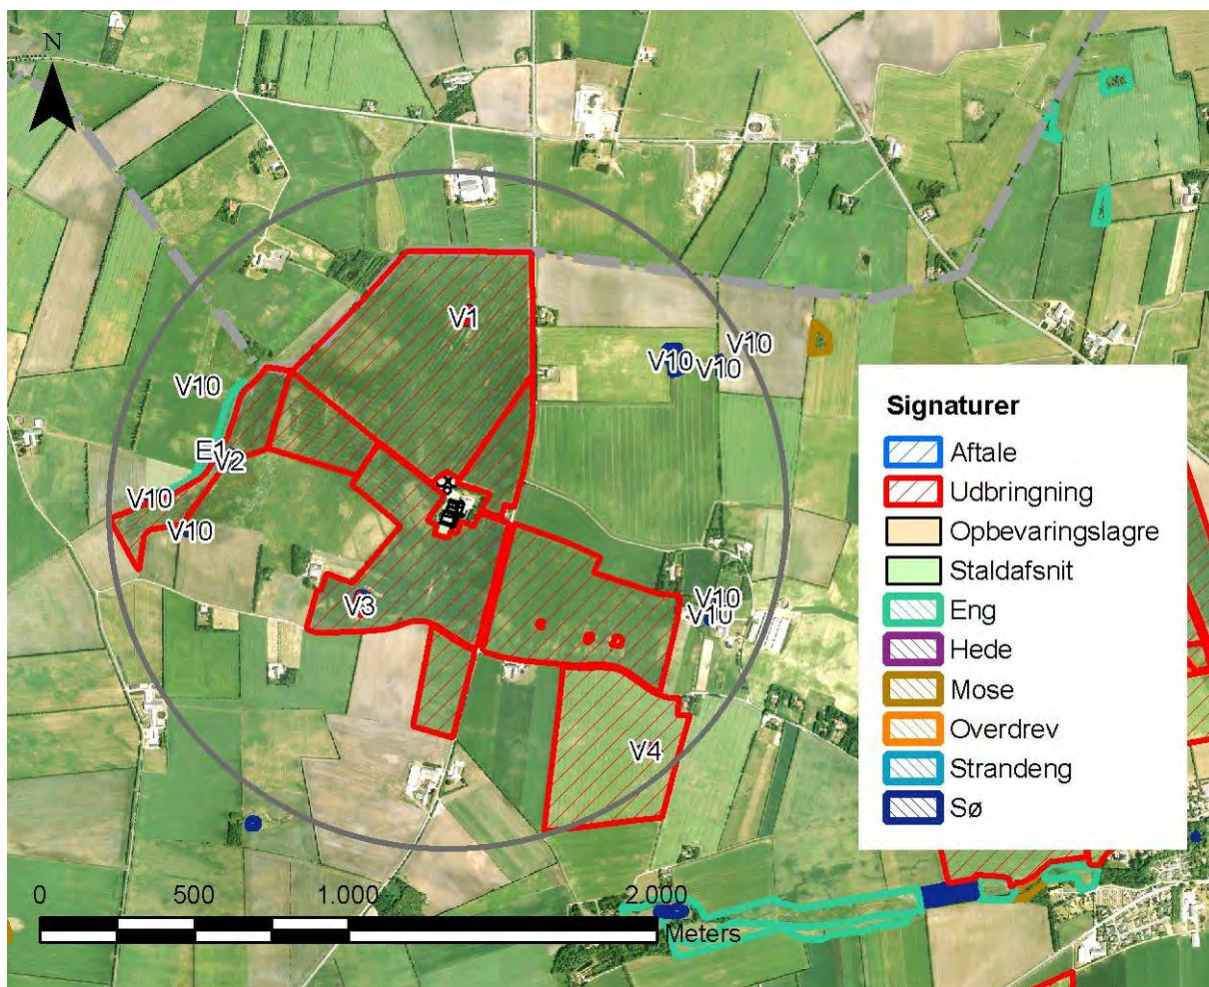 N
V1
V10
V10
V10
V10
E1
V2
V10
V10
V3
V10
V10
V4
Signaturer
Aftale
Udbringning
Opbevaringslagre
Staldafsnit
Eng
Hede
Mose
Overdrev
Strandeng
Sø
0 500 1.000 2.000
Meters